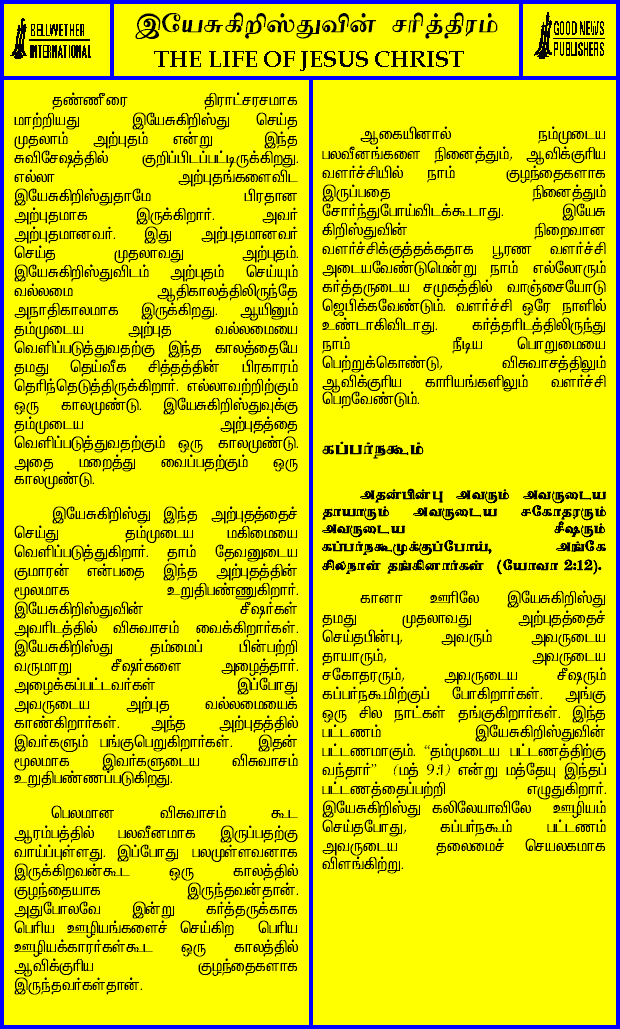 BELLWETHER
INTERNATIONAL
இயேசுகிறிஸ்துவின் சரித்திரம்
THE LIFE OF JESUS CHRIST
GOOD NEWS
PUBLISHERS
தண்ணீரை திராட்சரசமாக
மாற்றியது இயேசுகிறிஸ்து செய்த
முதலாம் அற்புதம் என்று இந்த
சுவிசேஷத்தில் குறிப்பிடப்பட்டிருக்கிறது.
எல்லா அற்புதங்களைவிட
இயேசுகிறிஸ்துதாமே பிரதான
அற்புதமாக இருக்கிறார். அவர்
அற்புதமானவர். இது அற்புதமானவர்
செய்த முதலாவது அற்புதம்.
இயேசுகிறிஸ்துவிடம் அற்புதம் செய்யும்
வல்லமை ஆதிகாலத்திலிருந்தே
அநாதிகாலமாக இருக்கிறது. ஆயினும்
தம்முடைய அற்புத வல்லமையை
வெளிப்படுத்துவதற்கு இந்த காலத்தையே
தமது தெய்வீக சித்தத்தின் பிரகாரம்
தெரிந்தெடுத்திருக்கிறார். எல்லாவற்றிற்கும்
ஒரு காலமுண்டு. இயேசுகிறிஸ்துவுக்கு
தம்முடைய அற்புதத்தை
வெளிப்படுத்துவதற்கும் ஒரு காலமுண்டு.
அதை மறைத்து வைப்பதற்கும் ஒரு
காலமுண்டு.
இயேசுகிறிஸ்து இந்த அற்புதத்தைச்
செய்து தம்முடைய மகிமையை
வெளிப்படுத்துகிறார். தாம் தேவனுடைய
குமாரன் என்பதை இந்த அற்புதத்தின்
மூலமாக உறுதிபண்ணுகிறார்.
இயேசுகிறிஸ்துவின் சீஷர்கள்
அவரிடத்தில் விசுவாசம் வைக்கிறார்கள்.
இயேசுகிறிஸ்து தம்மைப் பின்பற்றி
வருமாறு சீஷர்களை அழைத்தார்.
அழைக்கப்பட்டவர்கள் இப்போது
அவருடைய அற்புத வல்லமையைக்
காண்கிறார்கள். அந்த அற்புதத்தில்
இவர்களும் பங்குபெறுகிறார்கள். இதன்
மூலமாக இவர்களுடைய விசுவாசம்
உறுதிபண்ணப்படுகிறது.
பெலமான விசுவாசம் கூட
ஆரம்பத்தில் பலவீனமாக இருப்பதற்கு
வாய்ப்புள்ளது. இப்போது பலமுள்ளவனாக
இருக்கிறவன்கூட ஒரு காலத்தில்
குழந்தையாக இருந்தவன்தான்.
அதுபோலவே இன்று கர்த்தருக்காக
பெரிய ஊழியங்களைச் செய்கிற பெரிய
ஊழியக்காரர்கள்கூட ஒரு காலத்தில்
ஆவிக்குரிய குழந்தைகளாக
இருந்தவர்கள்தான்.
ஆகையினால் நம்முடைய
பலவீனங்களை நினைத்தும், ஆவிக்குரிய
வளர்ச்சியில் நாம் குழந்தைகளாக
இருப்பதை நினைத்தும்
சோர்ந்துபோய்விடக்கூடாது. இயேசு
கிறிஸ்துவின் நிறைவான
வளர்ச்சிக்குத்தக்கதாக பூரண வளர்ச்சி
அடையவேண்டுமென்று நாம் எல்லோரும்
கர்த்தருடைய சமுகத்தில் வாஞ்சையோடு
ஜெபிக்கவேண்டும். வளர்ச்சி ஒரே நாளில்
உண்டாகிவிடாது. கர்த்தரிடத்திலிருந்து
நாம் நீடிய பொறுமையை
பெற்றுக்கொண்டு, விசுவாசத்திலும்
ஆவிக்குரிய காரியங்களிலும் வளர்ச்சி
பெறவேண்டும்.
கப்பர்நகூம்
அதன்பின்பு அவரும் அவருடைய
தாயாரும் அவருடைய சகோதரரும்
அவருடைய சீஷரும்
கப்பர்நகூமுக்குப்போய், அங்கே
சிலநாள் தங்கினார்கள் (யோவா 2:12).
கானா ஊரிலே இயேசுகிறிஸ்து
தமது முதலாவது அற்புதத்தைச்
செய்தபின்பு, அவரும் அவருடைய
தாயாரும், அவருடைய
சகோதரரும், அவருடைய சீஷரும்
கப்பர்நகூமிற்குப் போகிறார்கள். அங்கு
ஒரு சில நாட்கள் தங்குகிறார்கள். இந்த
பட்டணம் இயேசுகிறிஸ்துவின்
பட்டணமாகும். “தம்முடைய பட்டணத்திற்கு
வந்தார்” (மத் 9:1) என்று மத்தேயு இந்தப்
பட்டணத்தைப்பற்றி எழுதுகிறார்.
இயேசுகிறிஸ்து கலிலேயாவிலே ஊழியம்
செய்தபோது, கப்பர்நகூம் பட்டணம்
அவருடைய தலைமைச் செயலகமாக
விளங்கிற்று.